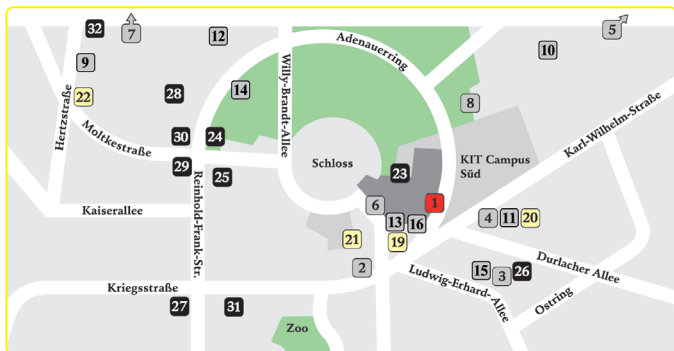 32
7
12
5
Adenauerring
10
9
Willy-Brandt-Allee
14
28
22
8
Hertzstraße
Moltkestraße
30
24
Karl-Wilhelm-Straße
Schloss
KIT Campus
Süd
29
25
23
Reinhold-Frank-Str.
Kaiserallee
6
1
13
16
4
11
20
21
19
2
Durlacher Allee
Ludwig-Erhard-Allee
15
3
26
Kriegsstraße
Ostring
27
31
Zoo